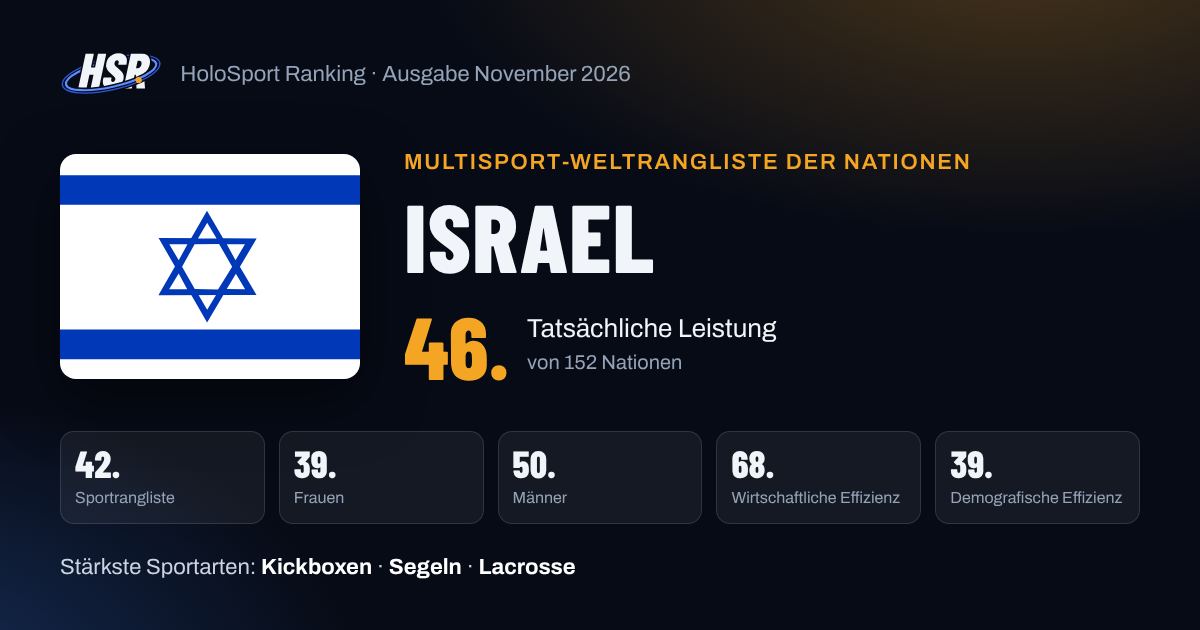 HSR
HoloSport Ranking · Ausgabe November 2026
MULTISPORT-WELTRANGLISTE DER NATIONEN
ISRAEL
46. Tatsächliche Leistung
von 152 Nationen
42.
Sportrangliste
39.
Frauen
50.
Männer
68.
Wirtschaftliche Effizienz
39.
Demografische Effizienz
Stärkste Sportarten: Kickboxen · Segeln · Lacrosse